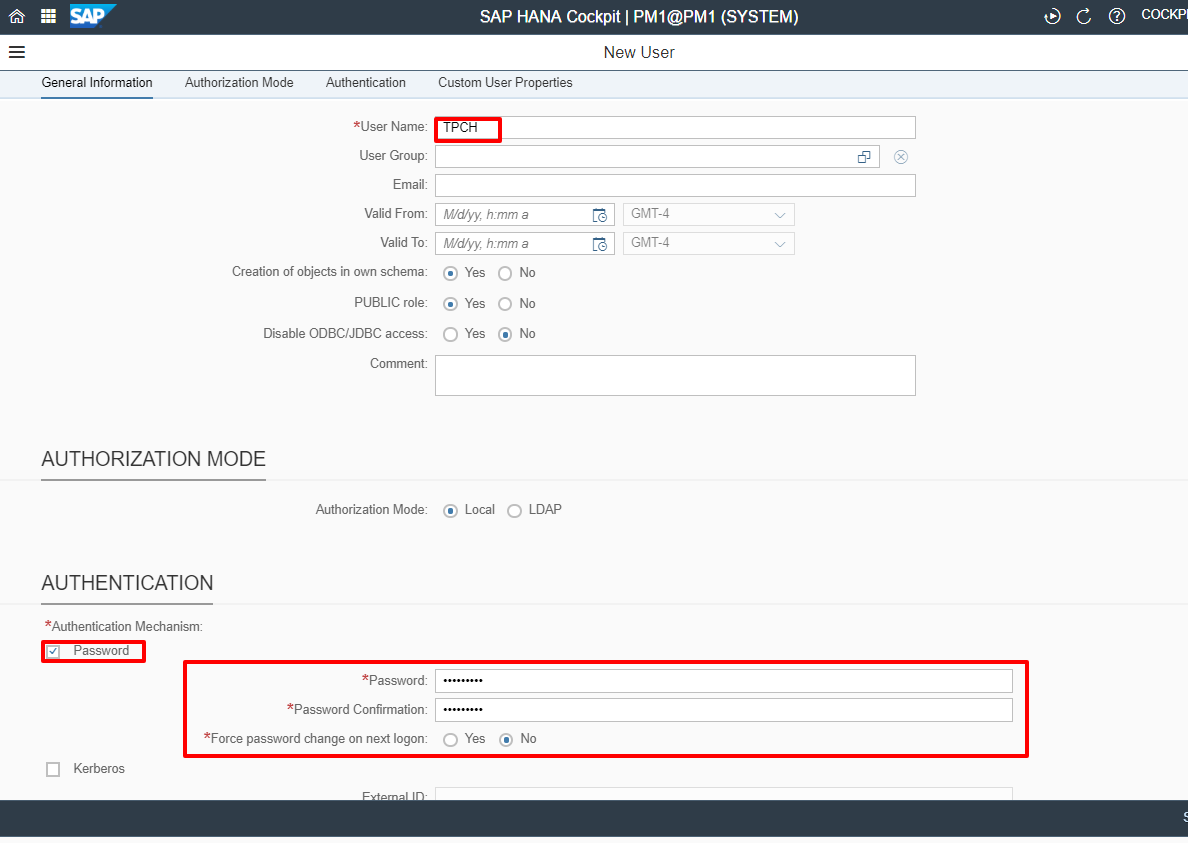 SAP SAP HANA Cockpit | PM1@PM1 (SYSTEM) COCKPI
New User
General Information Authorization Mode Authentication Custom User Properties
*User Name: TPCH
User Group:
Email:
Valid From: M/d/yy, h:mm a GMT-4
Valid To: M/d/yy, h:mm a GMT-4
Creation of objects in own schema: Yes No
PUBLIC role: Yes No
Disable ODBC/JDBC access: Yes No
Comment:
AUTHORIZATION MODE
Authorization Mode: Local LDAP
AUTHENTICATION
*Authentication Mechanism:
Password
*Password: •••••••••
*Password Confirmation: •••••••••
*Force password change on next logon: Yes No
Kerberos
External ID:
S